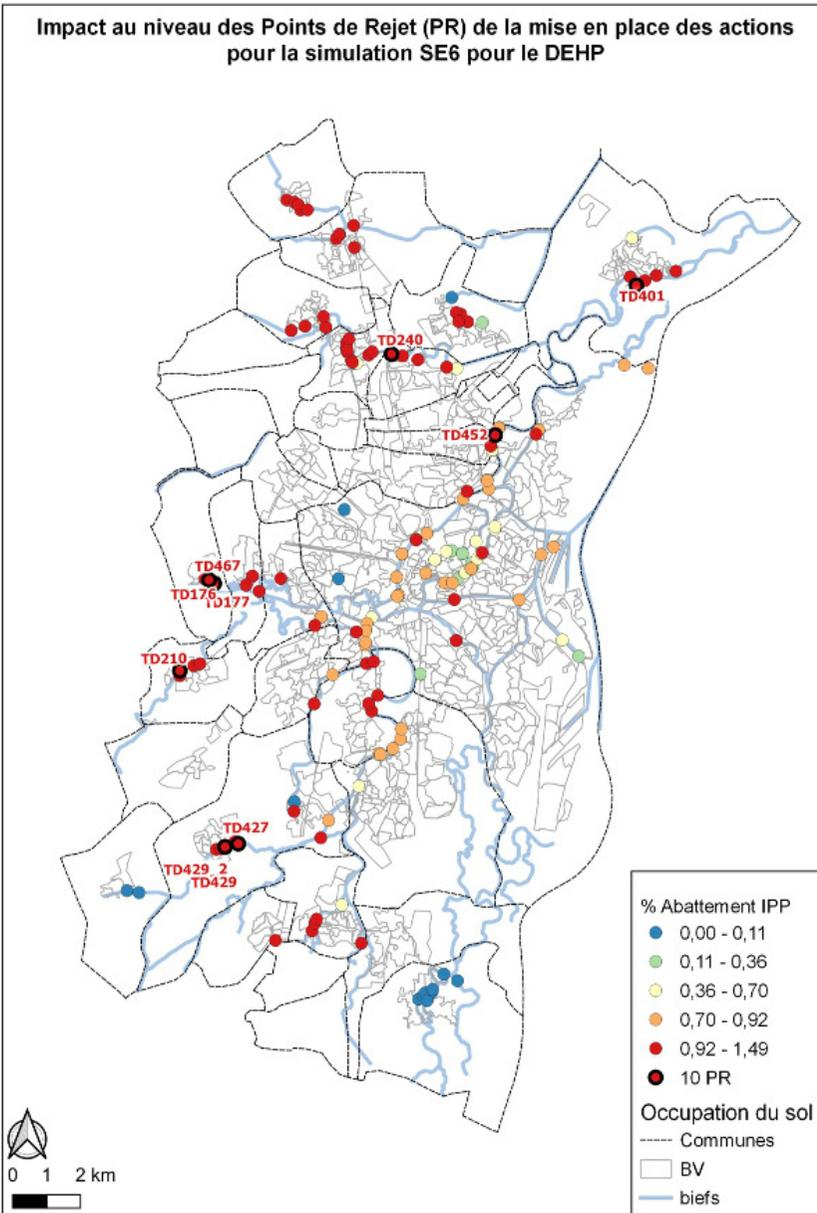 Impact au niveau des Points de Rejet (PR) de la mise en place des actions
pour la simulation SE6 pour le DEHP
TD401
TD240
TD452
TD467
TD176
TD177
TD210
TD427
TD429_2
TD429
% Abattement IPP
0,00 - 0,11
0,11 - 0,36
0,36 - 0,70
0,70 - 0,92
0,92 - 1,49
10 PR
Occupation du sol
Communes
BV
biefs
0 1 2 km